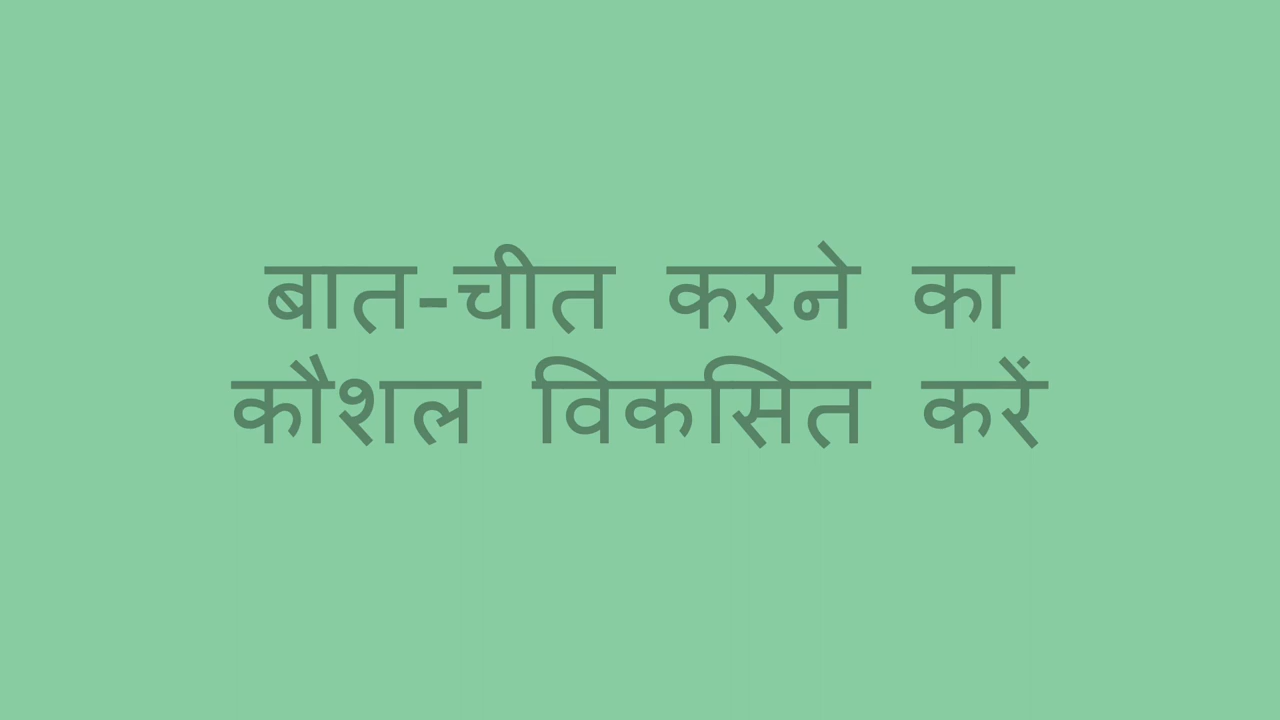 बात-चीत करने का
कौशल विकसित करें